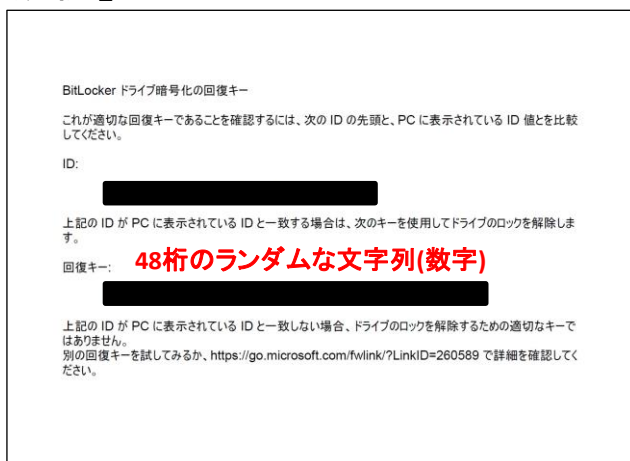 BitLocker ドライブ暗号化の回復キー
これが適切な回復キーであることを確認するには、次の ID の先頭と、PC に表示されている ID 値とを比較
してください。
ID:
上記の ID が PC に表示されている ID と一致する場合は、次のキーを使用してドライブのロックを解除しま
す。
48桁のランダムな文字列(数字)
回復キー:
上記の ID が PC に表示されている ID と一致しない場合、ドライブのロックを解除するための適切なキーで
はありません。
別の回復キーを試してみるか、https://go.microsoft.com/fwlink/?LinkID=260589 で詳細を確認してく
ださい。